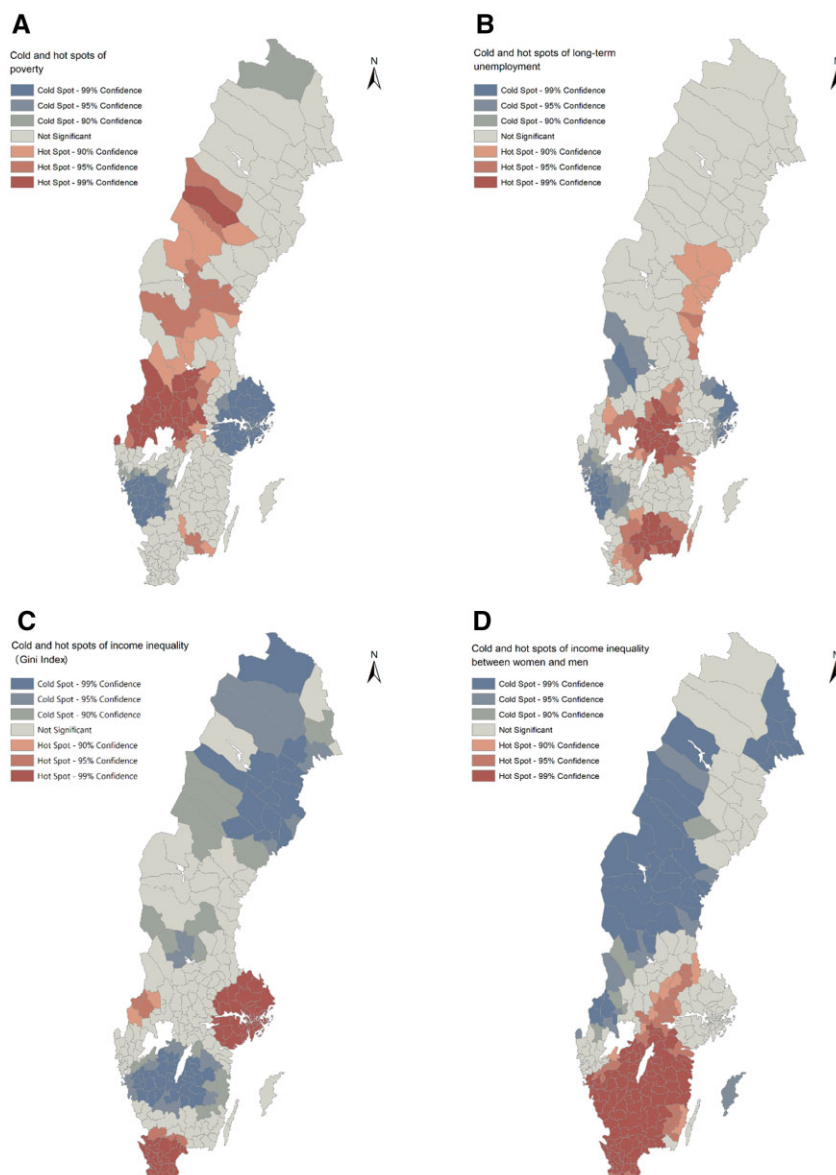 A
Cold and hot spots of
poverty
Cold Spot - 99% Confidence
Cold Spot - 95% Confidence
Cold Spot - 90% Confidence
Not Significant
Hot Spot - 90% Confidence
Hot Spot - 95% Confidence
Hot Spot - 99% Confidence
N
B
Cold and hot spots of long-term
unemployment
Cold Spot - 99% Confidence
Cold Spot - 95% Confidence
Cold Spot - 90% Confidence
Not Significant
Hot Spot - 90% Confidence
Hot Spot - 95% Confidence
Hot Spot - 99% Confidence
N
C
Cold and hot spots of income inequality
(Gini Index)
Cold Spot - 99% Confidence
Cold Spot - 95% Confidence
Cold Spot - 90% Confidence
Not Significant
Hot Spot - 90% Confidence
Hot Spot - 95% Confidence
Hot Spot - 99% Confidence
N
D
Cold and hot spots of income inequality
between women and men
Cold Spot - 99% Confidence
Cold Spot - 95% Confidence
Cold Spot - 90% Confidence
Not Significant
Hot Spot - 90% Confidence
Hot Spot - 95% Confidence
Hot Spot - 99% Confidence
N